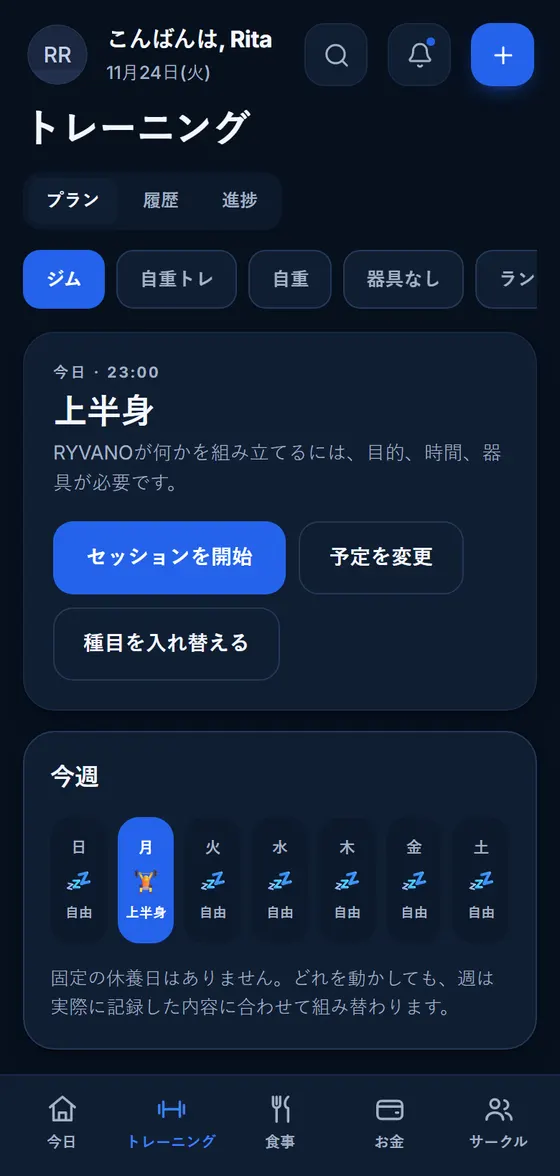 RR
こんばんは, Rita
11月24日(火)
トレーニング
プラン 履歴 進捗
ジム 自重トレ 自重 器具なし ラン
今日 · 23:00
上半身
RYVANOが何かを組み立てるには、目的、時間、器
具が必要です。
セッションを開始 予定を変更
種目を入れ替える
今週
日 月 火 水 木 金 土
自由 上半身 自由 自由 自由 自由 自由
固定の休養日はありません。どれを動かしても、週は
実際に記録した内容に合わせて組み替わります。
今日 トレーニング 食事 お金 サークル